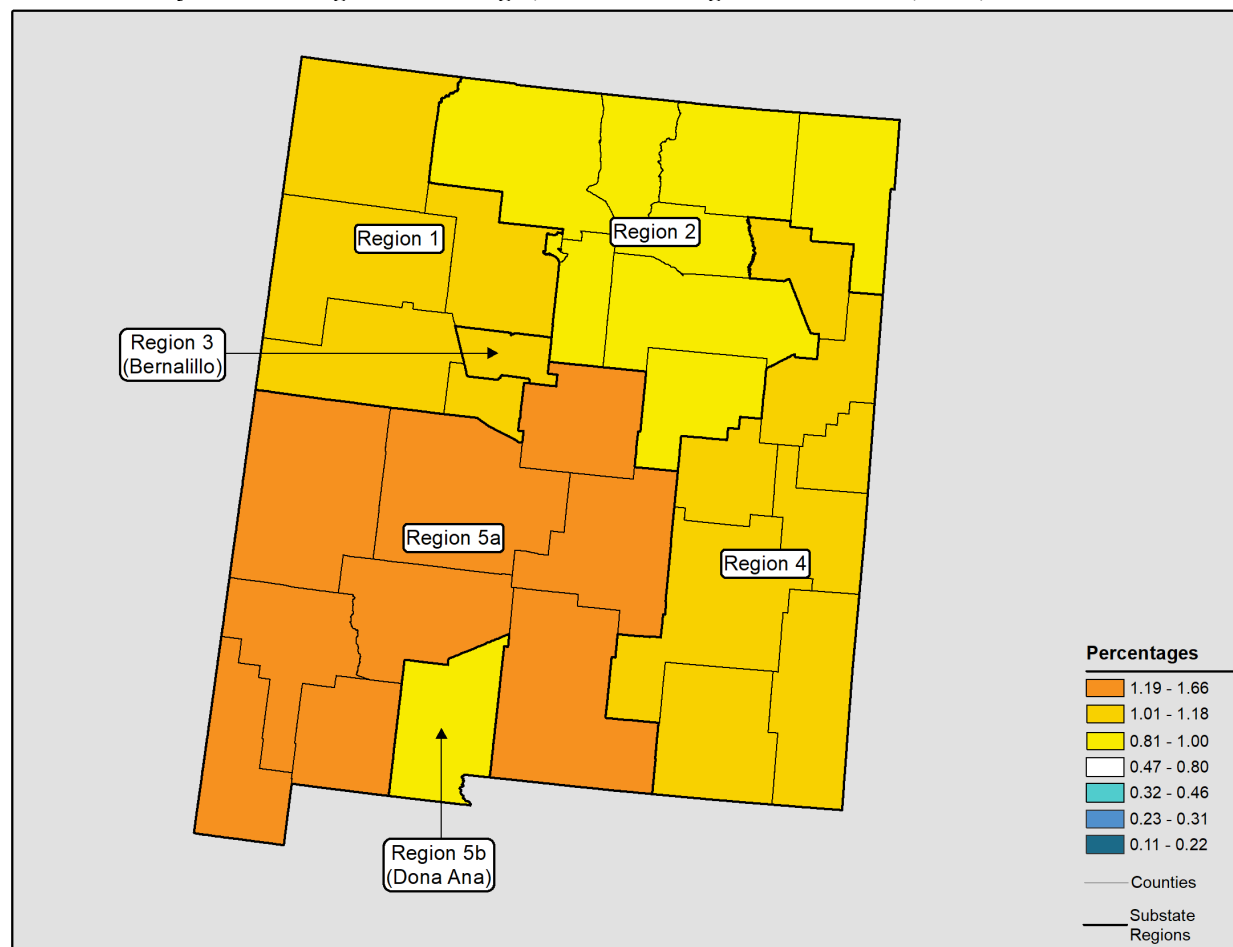 Region 1
Region 2
Region 3
(Bernalillo)
Region 5a
Region 4
Region 5b
(Dona Ana)
Percentages
1.19 - 1.66
1.01 - 1.18
0.81 - 1.00
0.47 - 0.80
0.32 - 0.46
0.23 - 0.31
0.11 - 0.22
Counties
Substate
Regions